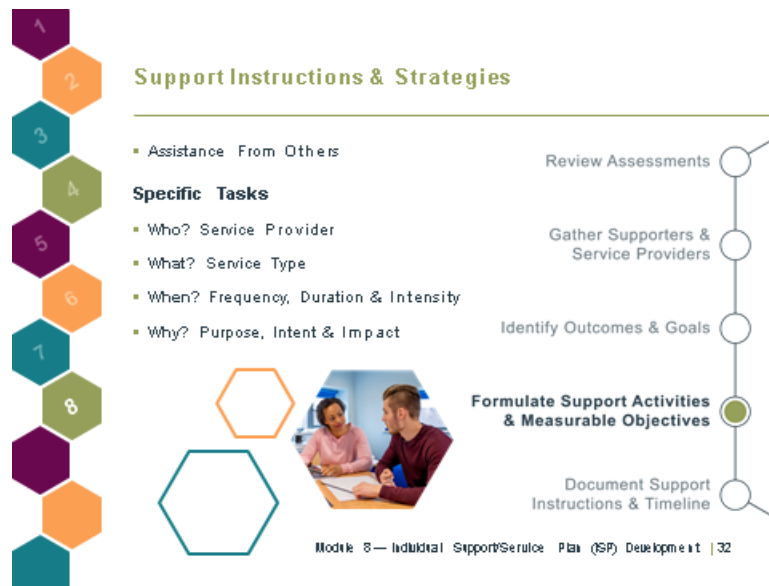 1
2
3
4
5
6
7
8
Support Instructions & Strategies
Assistance From Others
Specific Tasks
Who? Service Provider
What? Service Type
When? Frequency, Duration & Intensity
Why? Purpose, Intent & Impact
Review Assessments
Gather Supporters &
Service Providers
Identify Outcomes & Goals
Formulate Support Activities
& Measurable Objectives
Document Support
Instructions & Timeline
Module 8— Individual Support/Service Plan (ISP) Development | 32